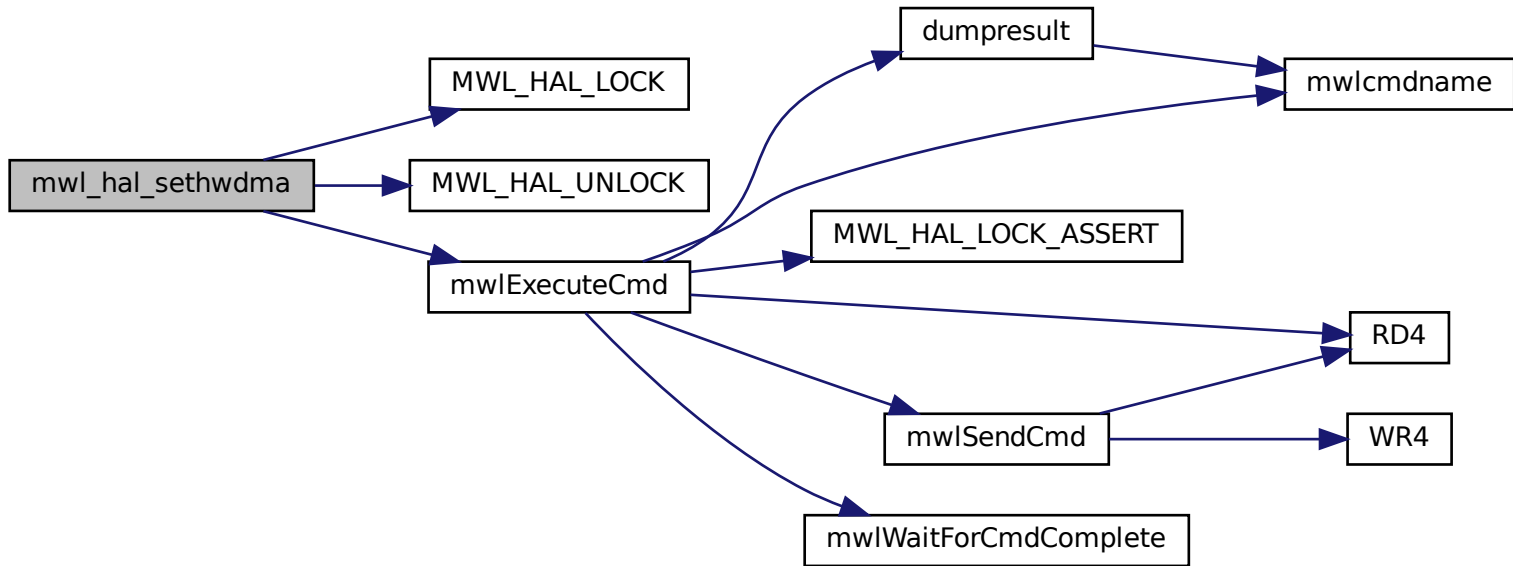 dumpresult
mwlcmdname
MWL_HAL_LOCK
mwl_hal_sethwdma
MWL_HAL_UNLOCK
MWL_HAL_LOCK_ASSERT
mwlExecuteCmd
RD4
mwlSendCmd
WR4
mwlWaitForCmdComplete